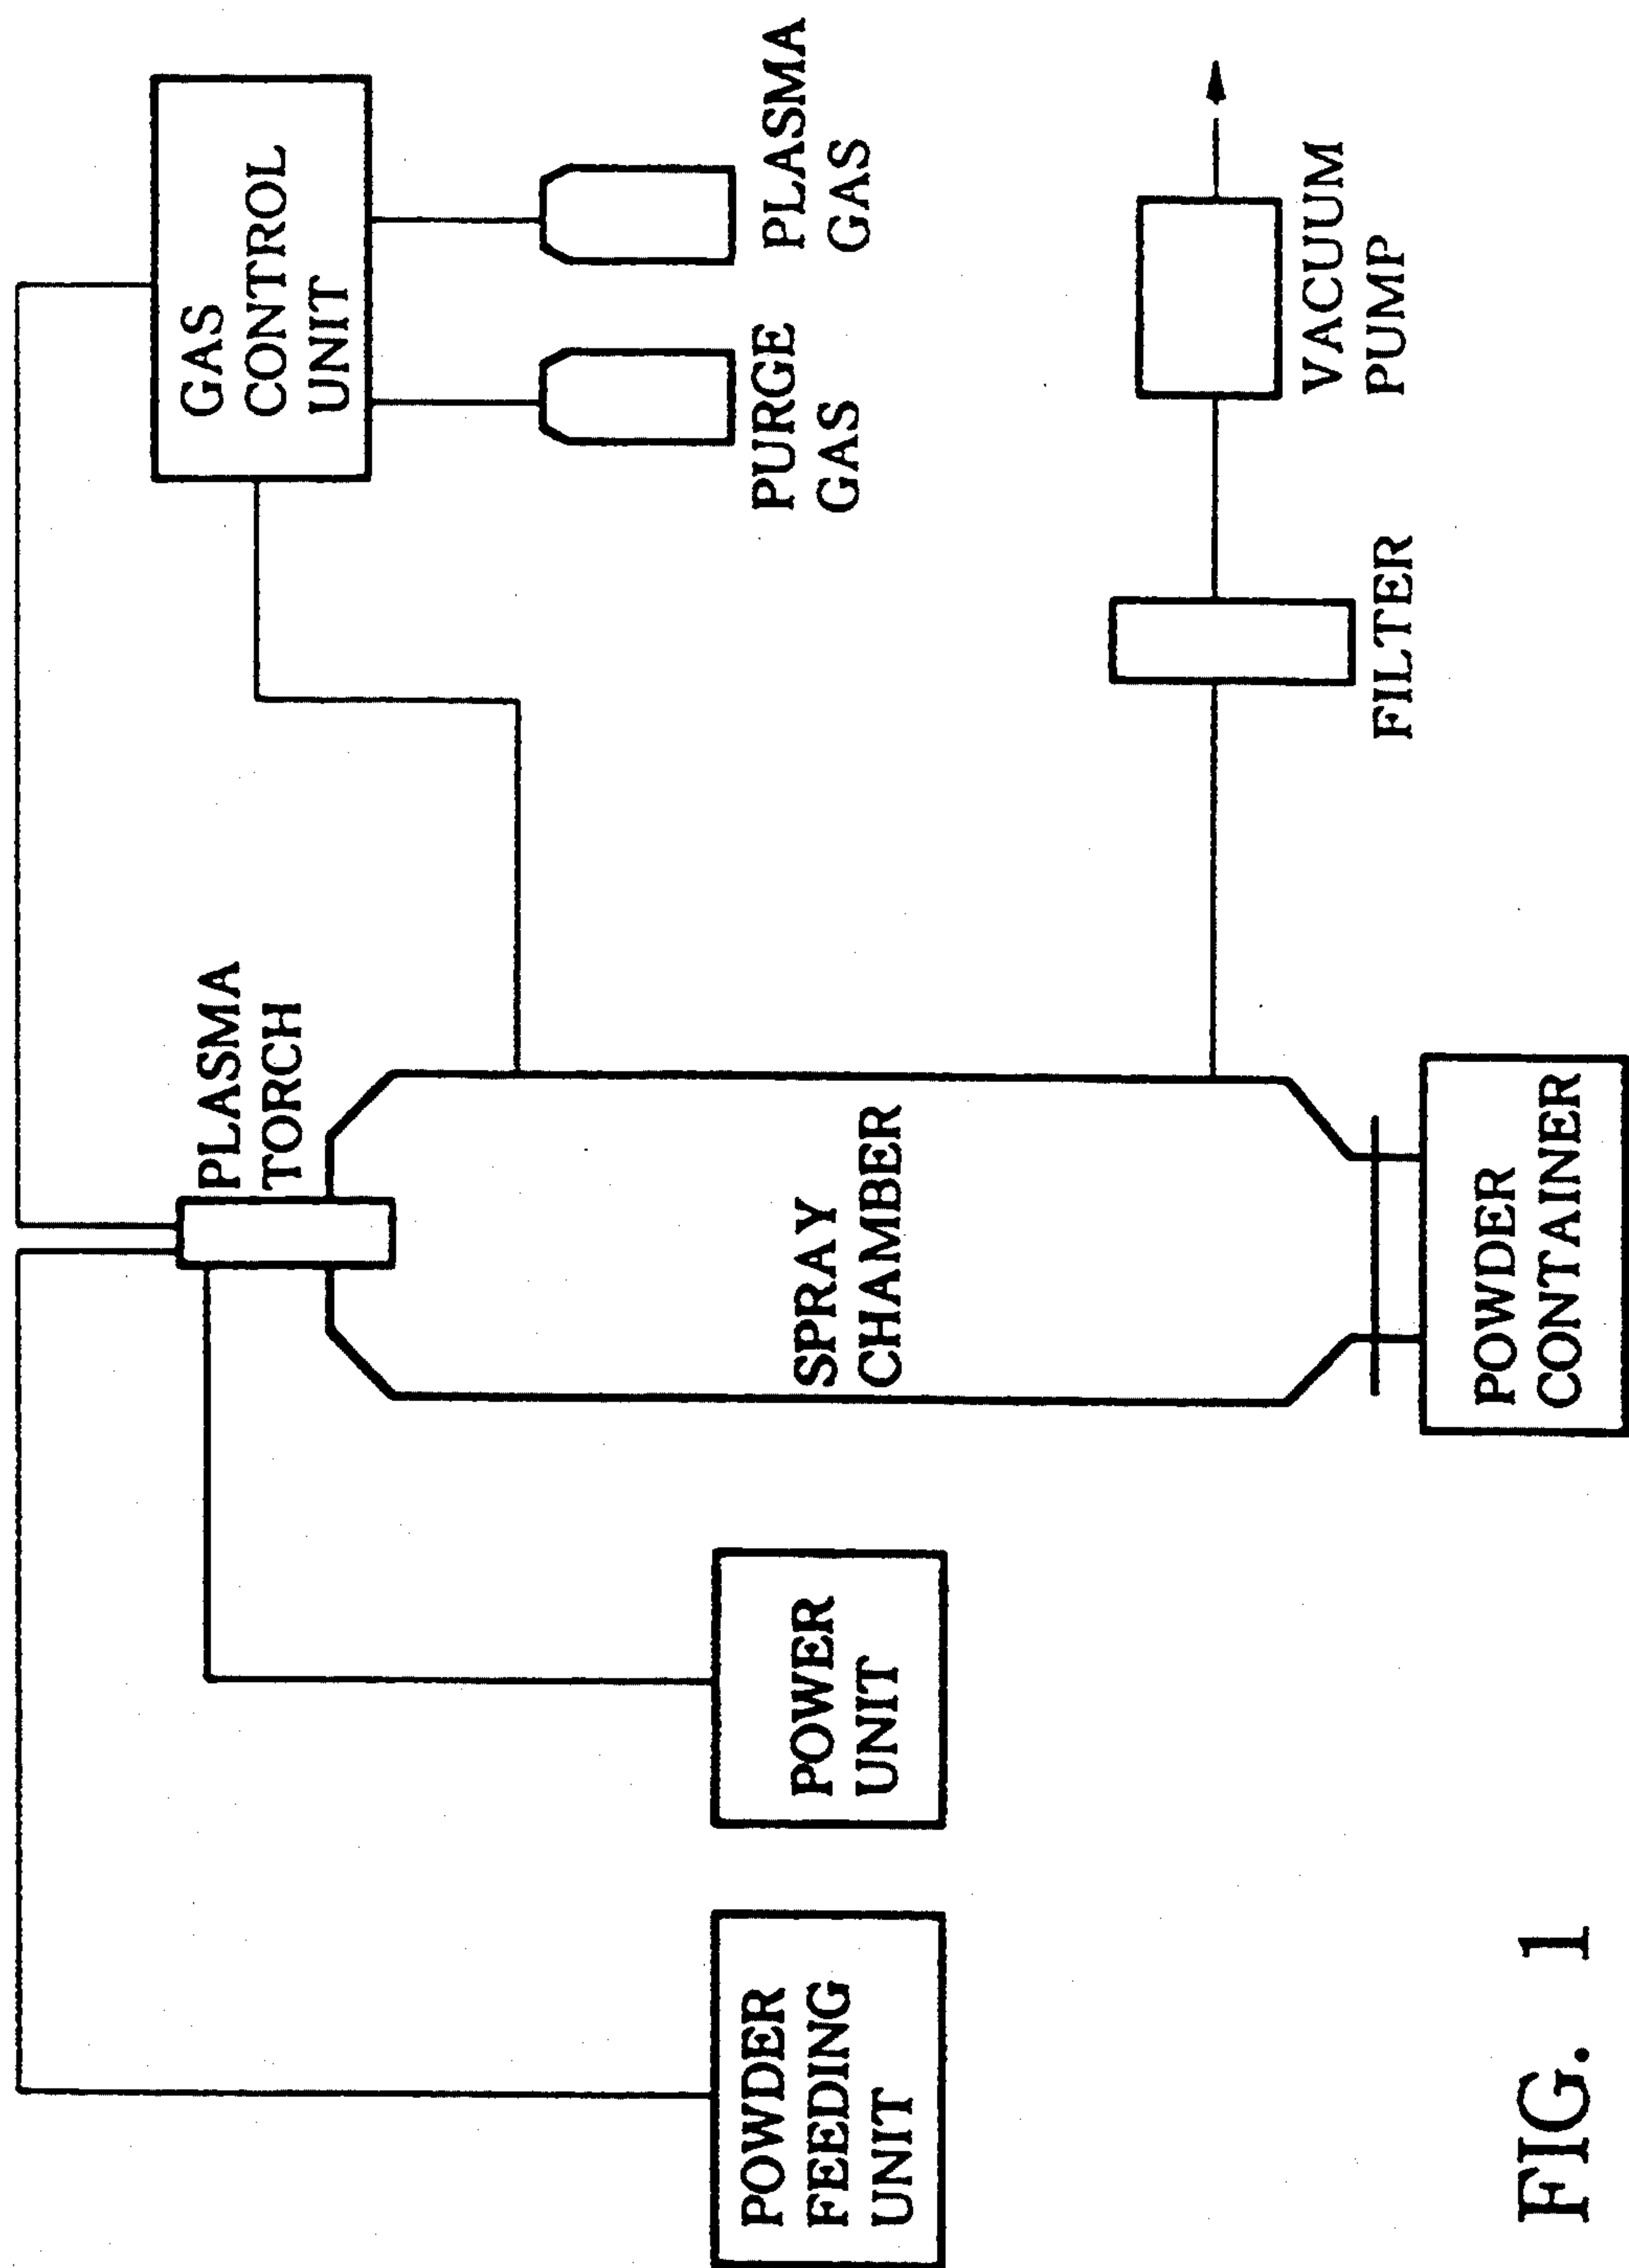 PLASMA
TORCH
GAS
CONTROL
UNIT
PURGE
GAS
PLASMA
GAS
POWDER
FEEDING
UNIT
POWER
UNIT
SPRAY
CHAMBER
VACUUM
PUMP
FILTER
POWDER
CONTAINER
FIG. 1